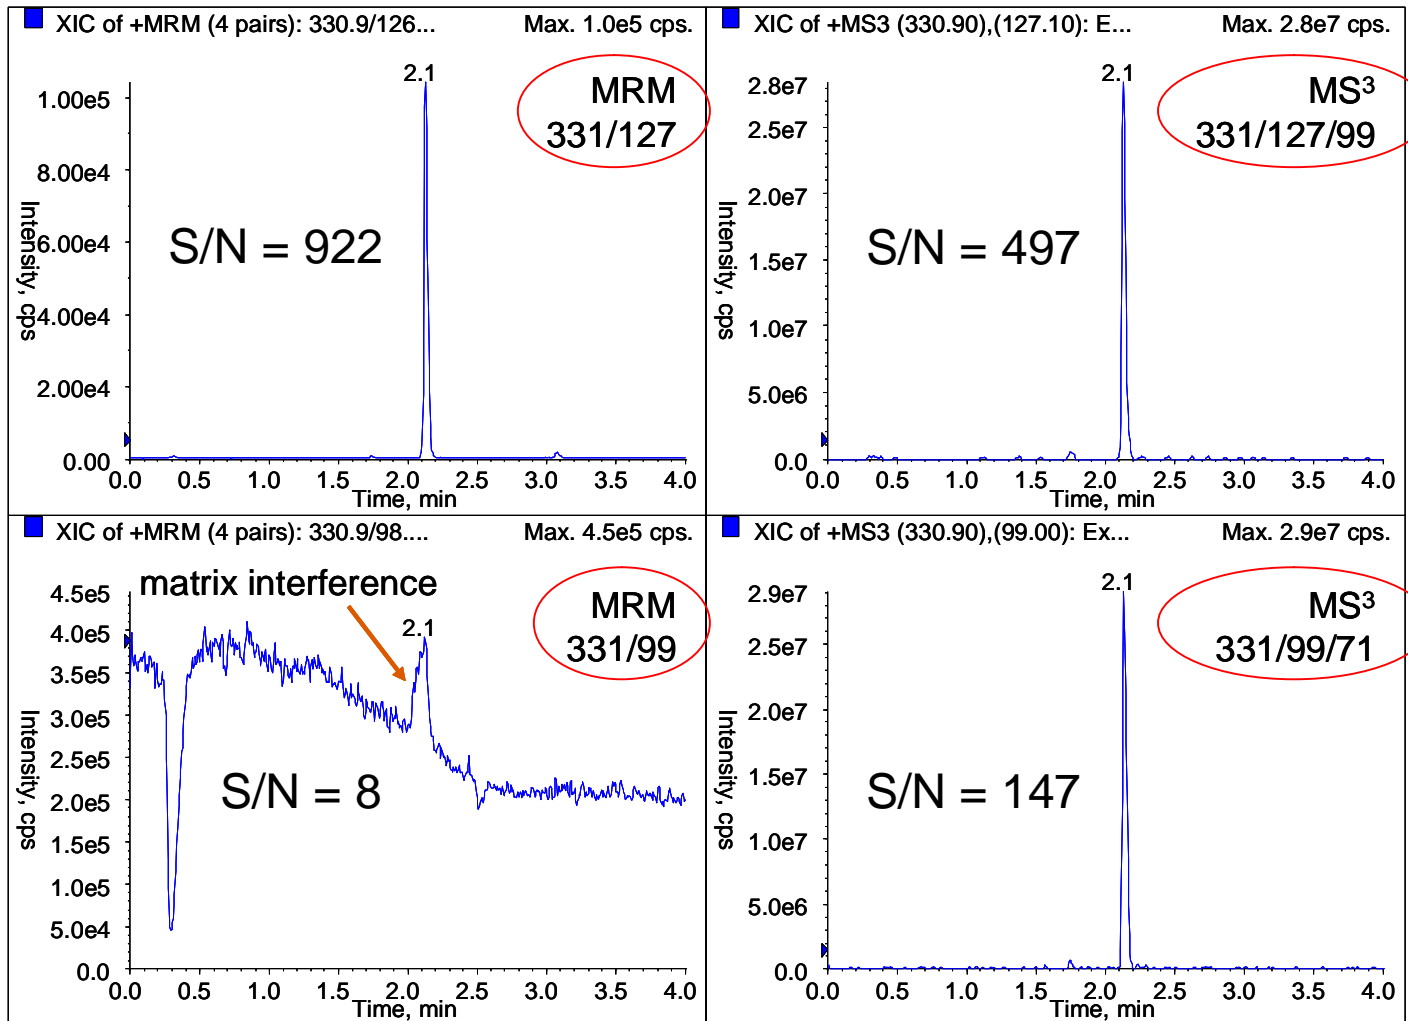 XIC of +MRM (4 pairs): 330.9/126... Max. 1.0e5 cps.
2.1
MRM
331/127
1.00e5
8.00e4
6.00e4
4.00e4
2.00e4
0.00
Intensity, cps
S/N = 922
0.0 0.5 1.0 1.5 2.0 2.5 3.0 3.5 4.0
Time, min
XIC of +MS3 (330.90),(127.10): E... Max. 2.8e7 cps.
2.1
MS³
331/127/99
2.8e7
2.5e7
2.0e7
1.5e7
1.0e7
5.0e6
0.0
Intensity, cps
S/N = 497
0.0 0.5 1.0 1.5 2.0 2.5 3.0 3.5 4.0
Time, min
XIC of +MRM (4 pairs): 330.9/98.... Max. 4.5e5 cps.
matrix interference
2.1
MRM
331/99
4.5e5
4.0e5
3.5e5
3.0e5
2.5e5
2.0e5
1.5e5
1.0e5
5.0e4
0.0
Intensity, cps
S/N = 8
0.0 0.5 1.0 1.5 2.0 2.5 3.0 3.5 4.0
Time, min
XIC of +MS3 (330.90),(99.00): Ex... Max. 2.9e7 cps.
2.1
MS³
331/99/71
2.9e7
2.5e7
2.0e7
1.5e7
1.0e7
5.0e6
0.0
Intensity, cps
S/N = 147
0.0 0.5 1.0 1.5 2.0 2.5 3.0 3.5 4.0
Time, min